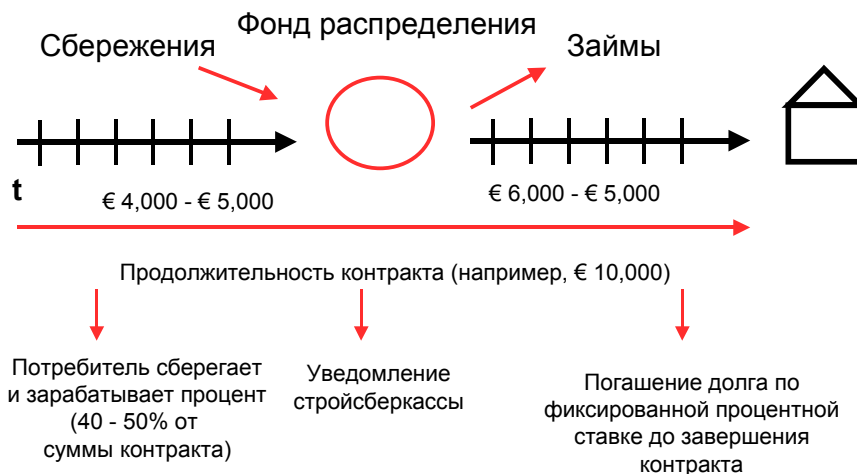 Фонд распределения
Сбережения
Займы
t
€ 4,000 - € 5,000
€ 6,000 - € 5,000
Продолжительность контракта (например, € 10,000)
Потребитель сберегает
и зарабатывает процент
(40 - 50% от
суммы контракта)
Уведомление
стройсберкассы
Погашение долга по
фиксированной процентной
ставке до завершения
контракта